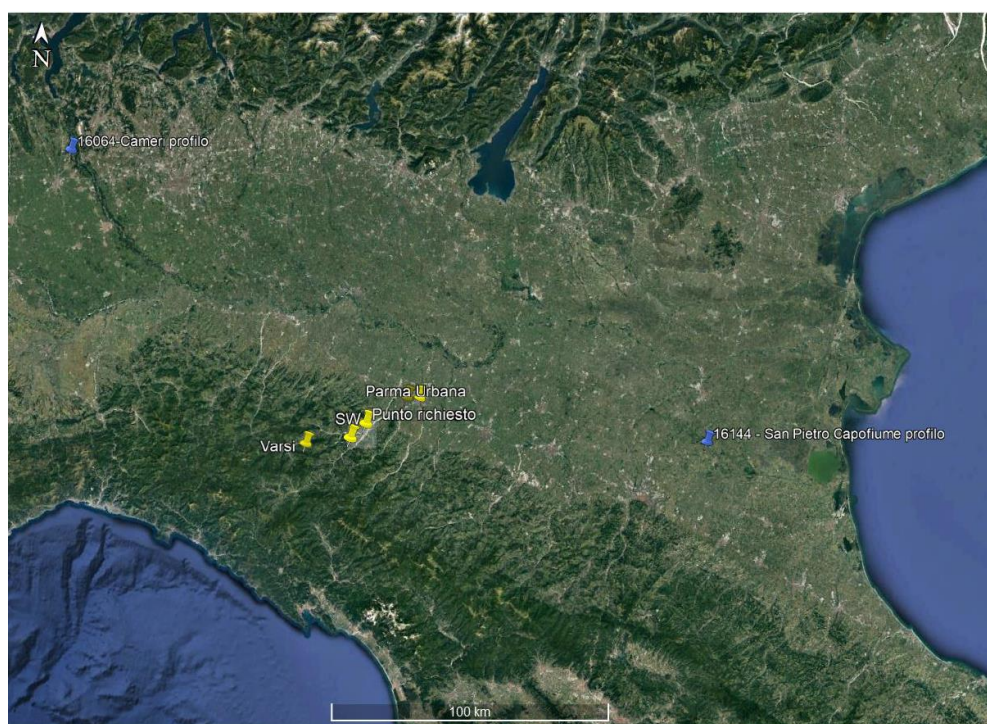 N
16064-Cameri profilo
Parma Urbana
SW
Punto richiesto
Varsi
16144 - San Pietro Capofiume profilo
100 km